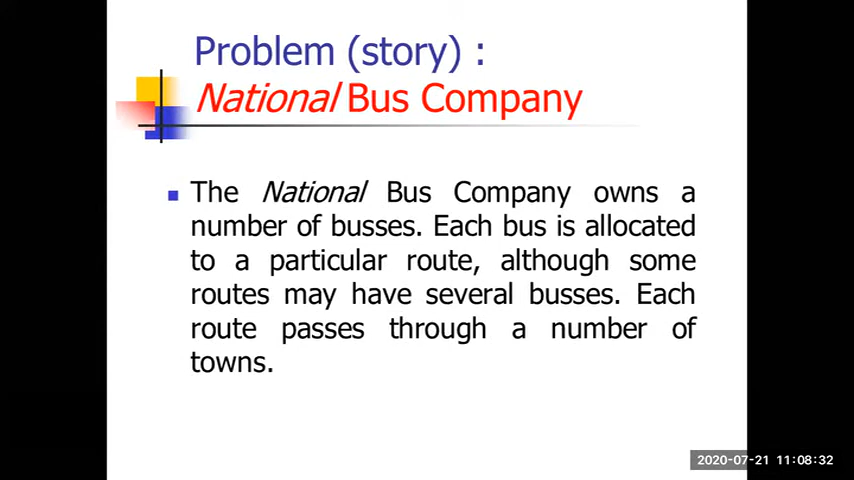 Problem (story) :
National Bus Company
The National Bus Company owns a
number of busses. Each bus is allocated
to a particular route, although some
routes may have several busses. Each
route passes through a number of
towns.
2020-07-21 11:08:32